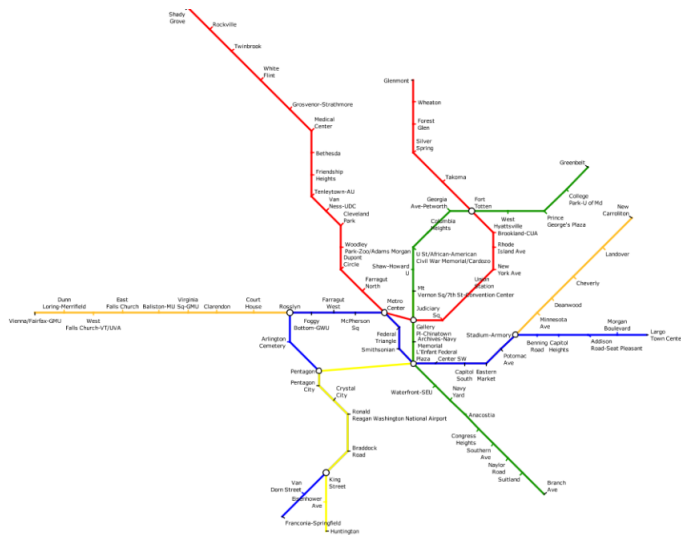 Shady
Grove
Rockville
Twinbrook
White
Flive
Grosvenor-Strathmore
Medical
Center
Bethesda
Friendship
Heights
Tenleytown-AU
Van
Ness-UDC
Cleveland
Park
Woodley
Park-Zoo/Adams Morgan
Dupont
Circle
Farragut
North
Metro
Center
Glenmont
Wheaton
Forest
Glen
Silver
Spring
Takoma
Fort
Totten
Brookland-CUA
Rhode
Island Ave
New
York Ave
Union
Station
Judiciary
Sq
Gallery
Pl-Chinatown
Greenbelt
College
Park-U of Md
Prince
George's Plaza
West
Hyattsville
Georgia
Ave-Petworth
Columbia
Heights
U St/African-American
Civil War Memorial/Cardozo
Shaw-Howard
U
Mt
Vernon Sq/7th St-Convention Center
Archives-Navy
Memorial
L'Enfant
Plaza
Waterfront-SEU
Navy
Yard
Anacostia
Congress
Heights
Southern
Ave
Naylor
Road
Suitland
Branch
Ave
Vienna/Fairfax-GMU
Dunn
Loring-Merrifield
West
Falls Church-VT/UVA
East
Falls Church
Ballston-MU
Virginia
Sq-GMU
Clarendon
Court
House
Rosslyn
Foggy
Bottom-GWU
Farragut
West
McPherson
Sq
Federal
Triangle
Smithsonian
Federal
Center SW
Capitol
South
Eastern
Market
Potomac
Ave
Stadium-Armory
Minnesota
Ave
Deanwood
Cheverly
Landover
New
Carrollton
Benning
Road
Capitol
Heights
Addison
Road-Seat Pleasant
Morgan
Boulevard
Largo
Town Cente
Arlington
Cemetery
Pentagon
Pentagon
City
Crystal
City
Ronald
Reagan Washington National Airport
Braddock
Road
King
Street
Van
Dorn Street
Eisenhower
Ave
Franconia-Springfield
Huntington